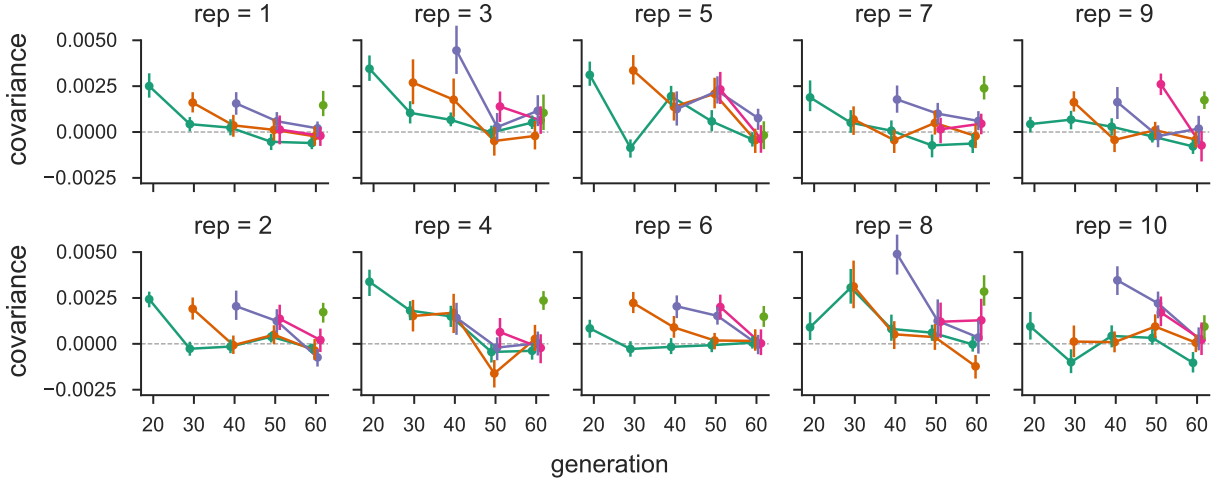 rep = 1 rep = 3 rep = 5 rep = 7 rep = 9
covariance
0.0050
0.0025
0.0000
−0.0025
rep = 2 rep = 4 rep = 6 rep = 8 rep = 10
covariance
0.0050
0.0025
0.0000
−0.0025
20 30 40 50 60 20 30 40 50 60 20 30 40 50 60 20 30 40 50 60 20 30 40 50 60
generation